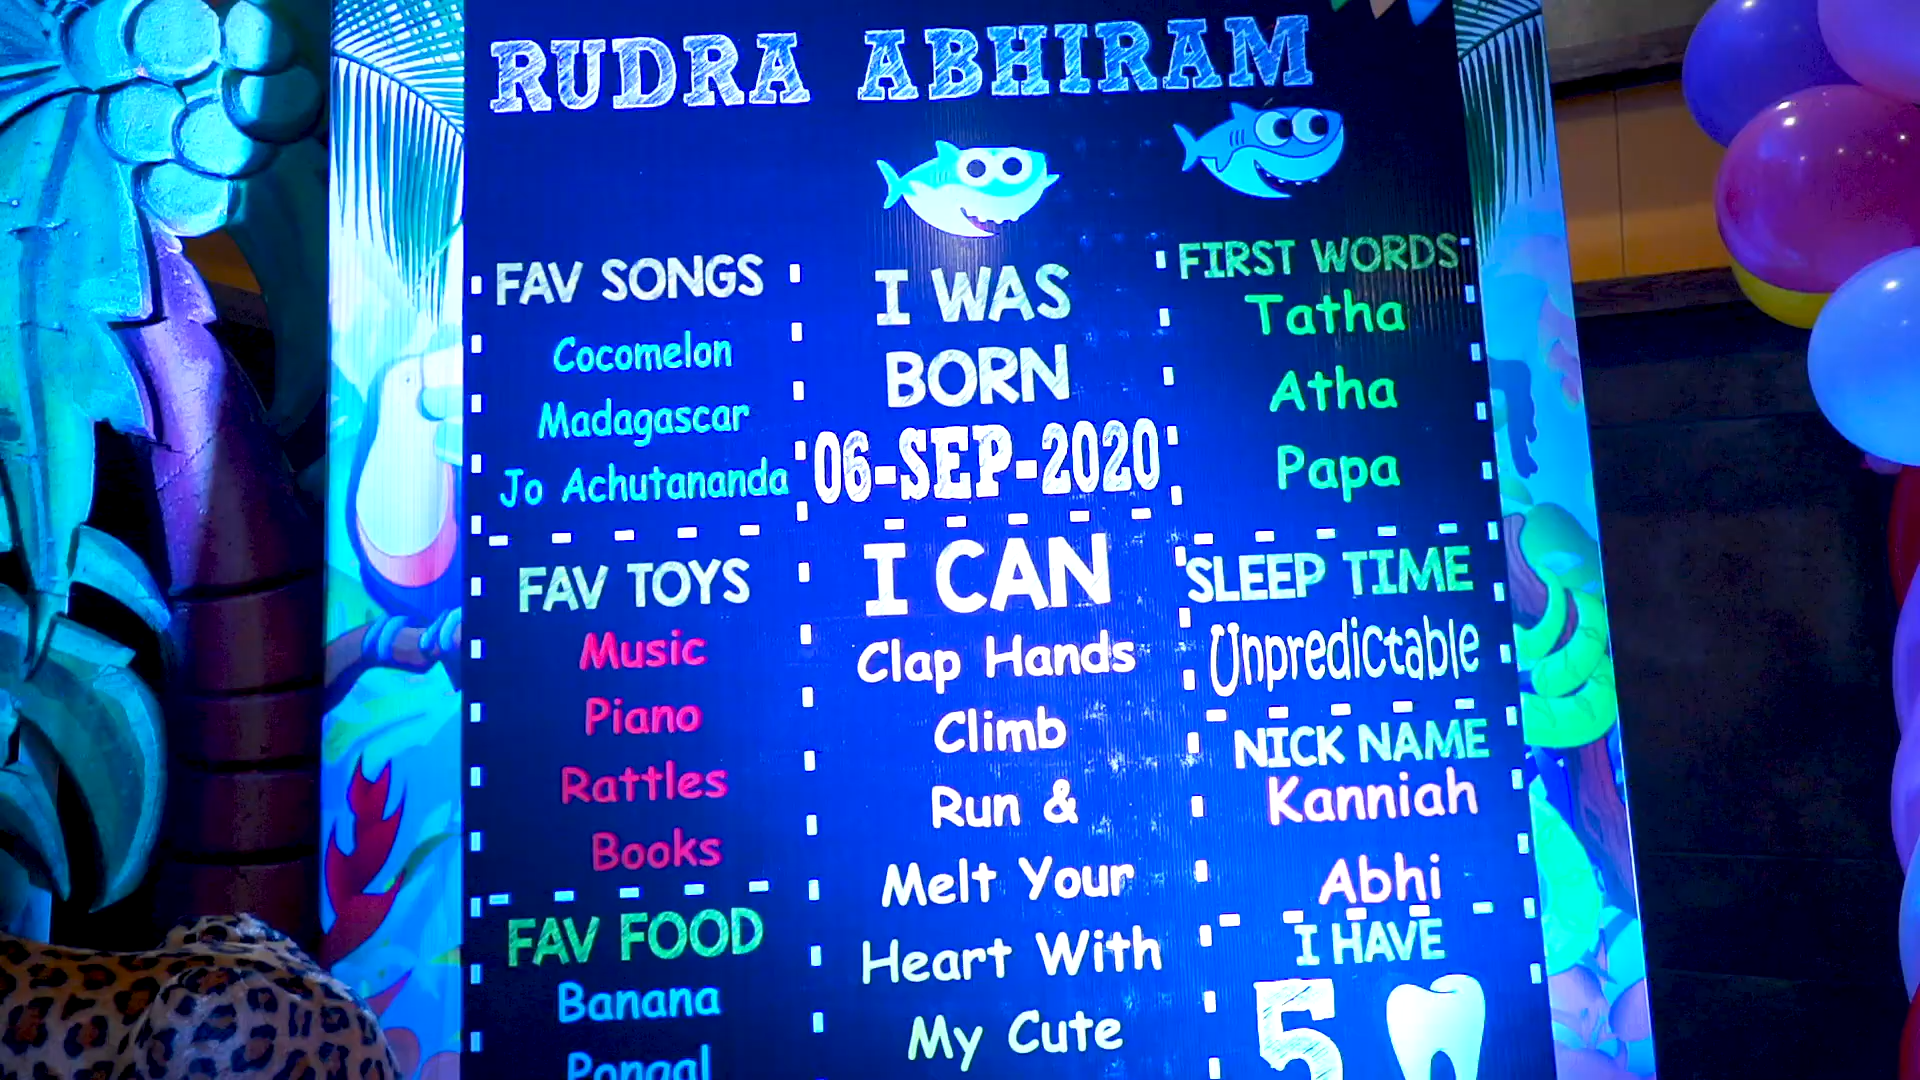 RUDRA ABHIRAM
FAV SONGS
Cocomelon
Madagascar
Jo Achutananda
FAV TOYS
Music
Piano
Rattles
Books
FAV FOOD
Banana
Pongal
I WAS
BORN
06-SEP-2020
I CAN
Clap Hands
Climb
Run &
Melt Your
Heart With
My Cute
FIRST WORDS
Tatha
Atha
Papa
SLEEP TIME
Unpredictable
NICK NAME
Kanniah
Abhi
I HAVE
5